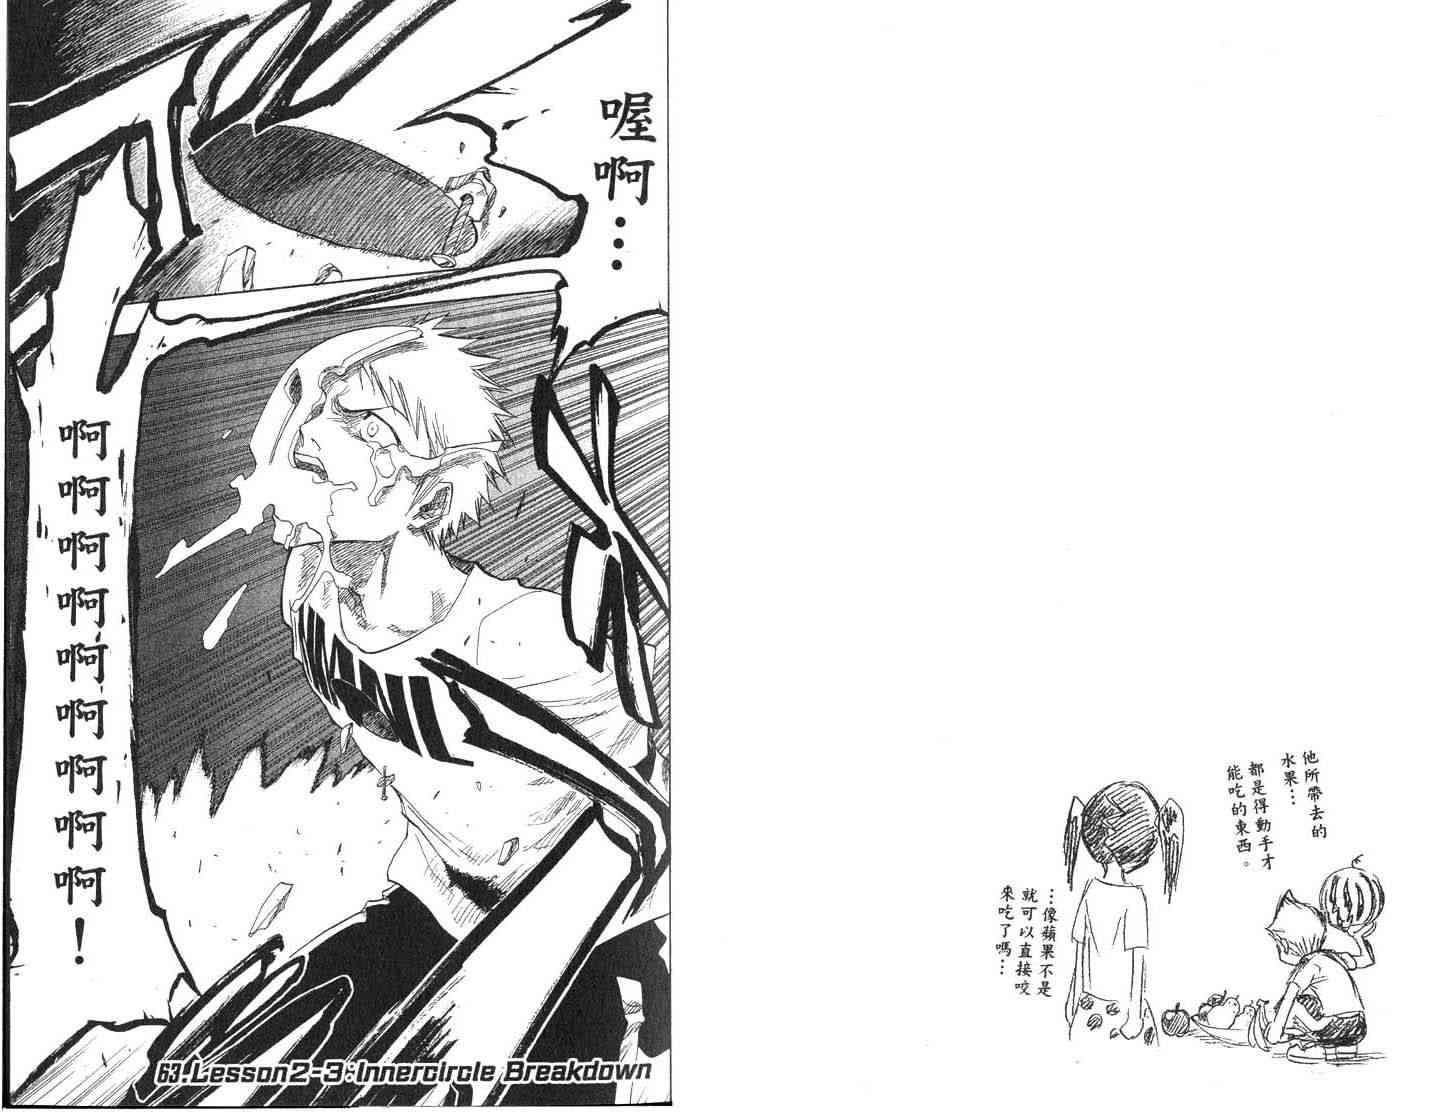 他所帶去的
水果…
都是得動手才
能吃的東西。
…像蘋果不是
就可以直接咬
來吃了嗎…
喔啊……
啊啊啊啊啊啊啊啊啊！
63.Lesson2-3:Innercircle Breakdown